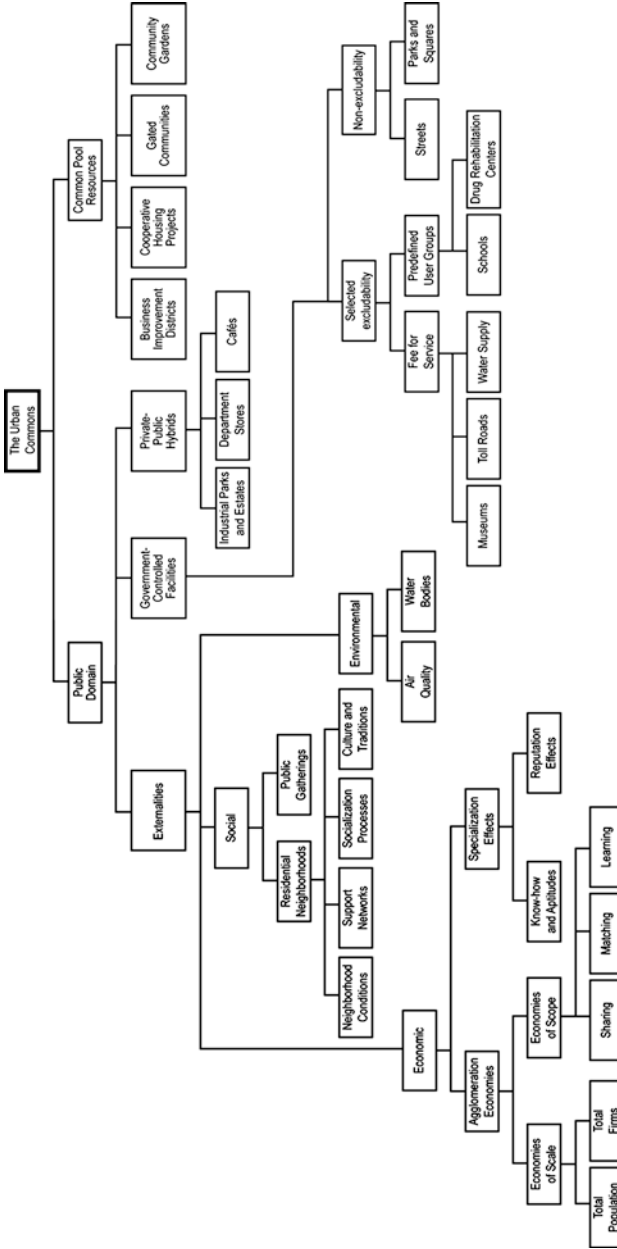 The Urban
Commons
Public
Domain
Common Pool
Resources
Externalities
Government-
Controlled
Facilities
Private-
Public
Hybrids
Business
Improvement
Districts
Cooperative
Housing
Projects
Gated
Communities
Community
Gardens
Social
Industrial Parks
and Estates
Department
Stores
Cafés
Residential
Neighborhoods
Public
Gatherings
Environmental
Selected
excludability
Non-excludability
Neighborhood
Conditions
Support
Networks
Socialization
Processes
Culture and
Traditions
Air
Quality
Water
Bodies
Fee for
Service
Predefined
User Groups
Streets
Parks and
Squares
Economic
Museums
Toll Roads
Water Supply
Schools
Drug Rehabilitation
Centers
Agglomeration
Economies
Specialization
Effects
Economies
of Scale
Economies
of Scope
Know-how
and Aptitudes
Reputation
Effects
Total
Population
Total
Firms
Sharing
Matching
Learning